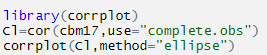 library(corrplot)
Cl=cor(cbm17,use="complete.obs")
corrplot(Cl,method="ellipse")